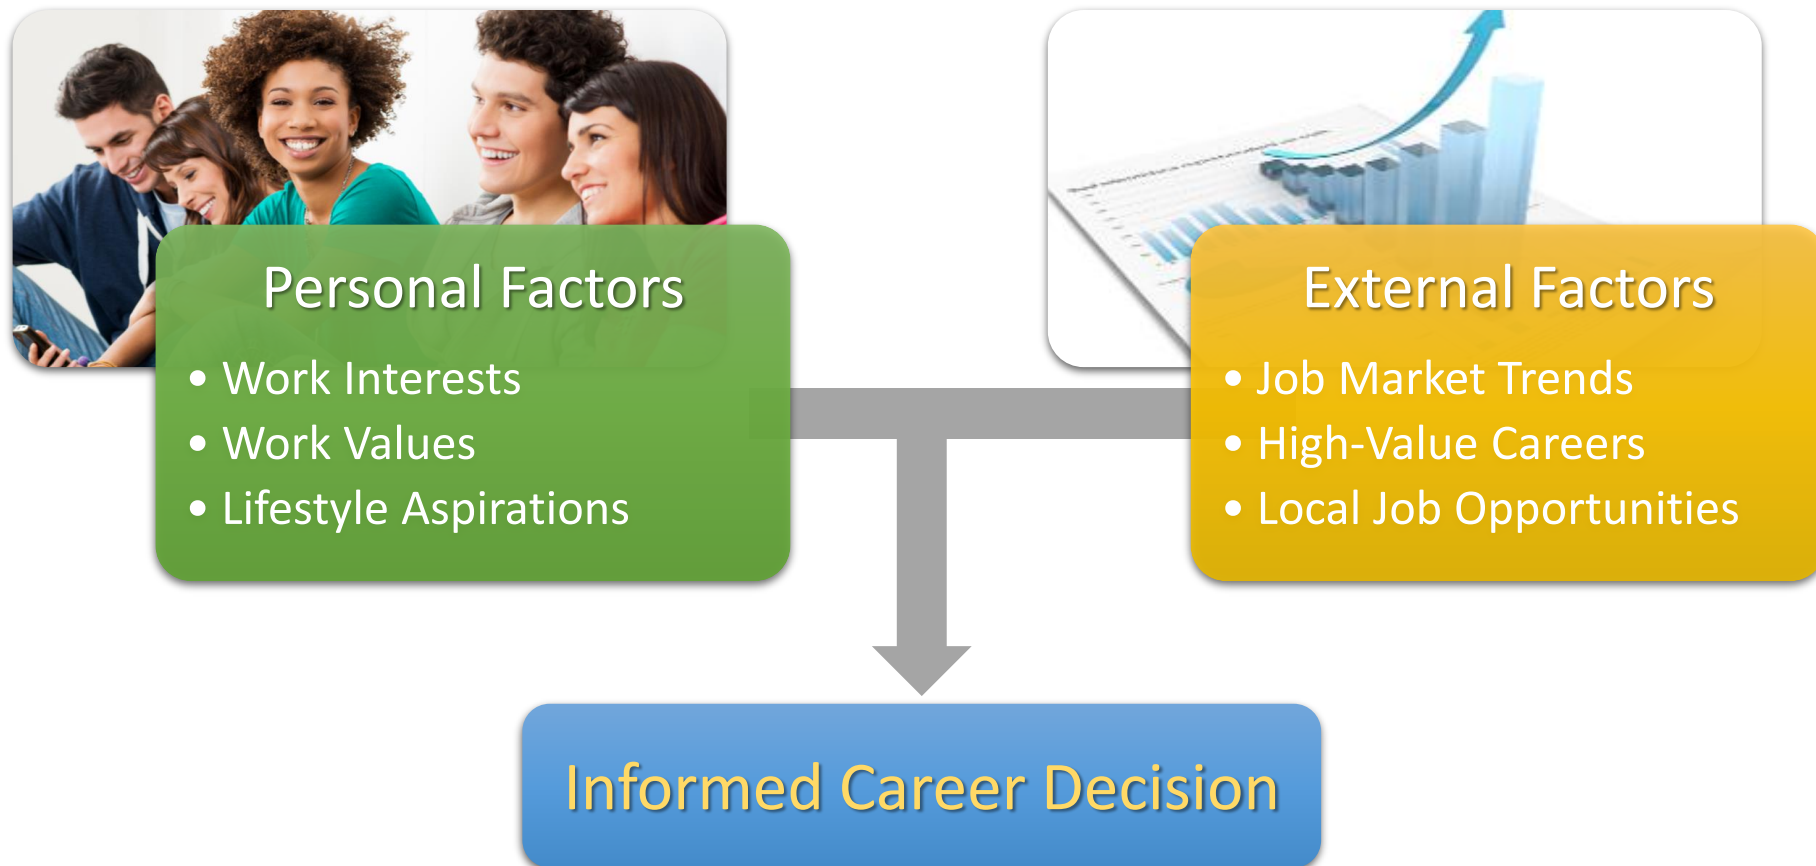 Personal Factors
• Work Interests
• Work Values
• Lifestyle Aspirations
External Factors
• Job Market Trends
• High-Value Careers
• Local Job Opportunities
Informed Career Decision